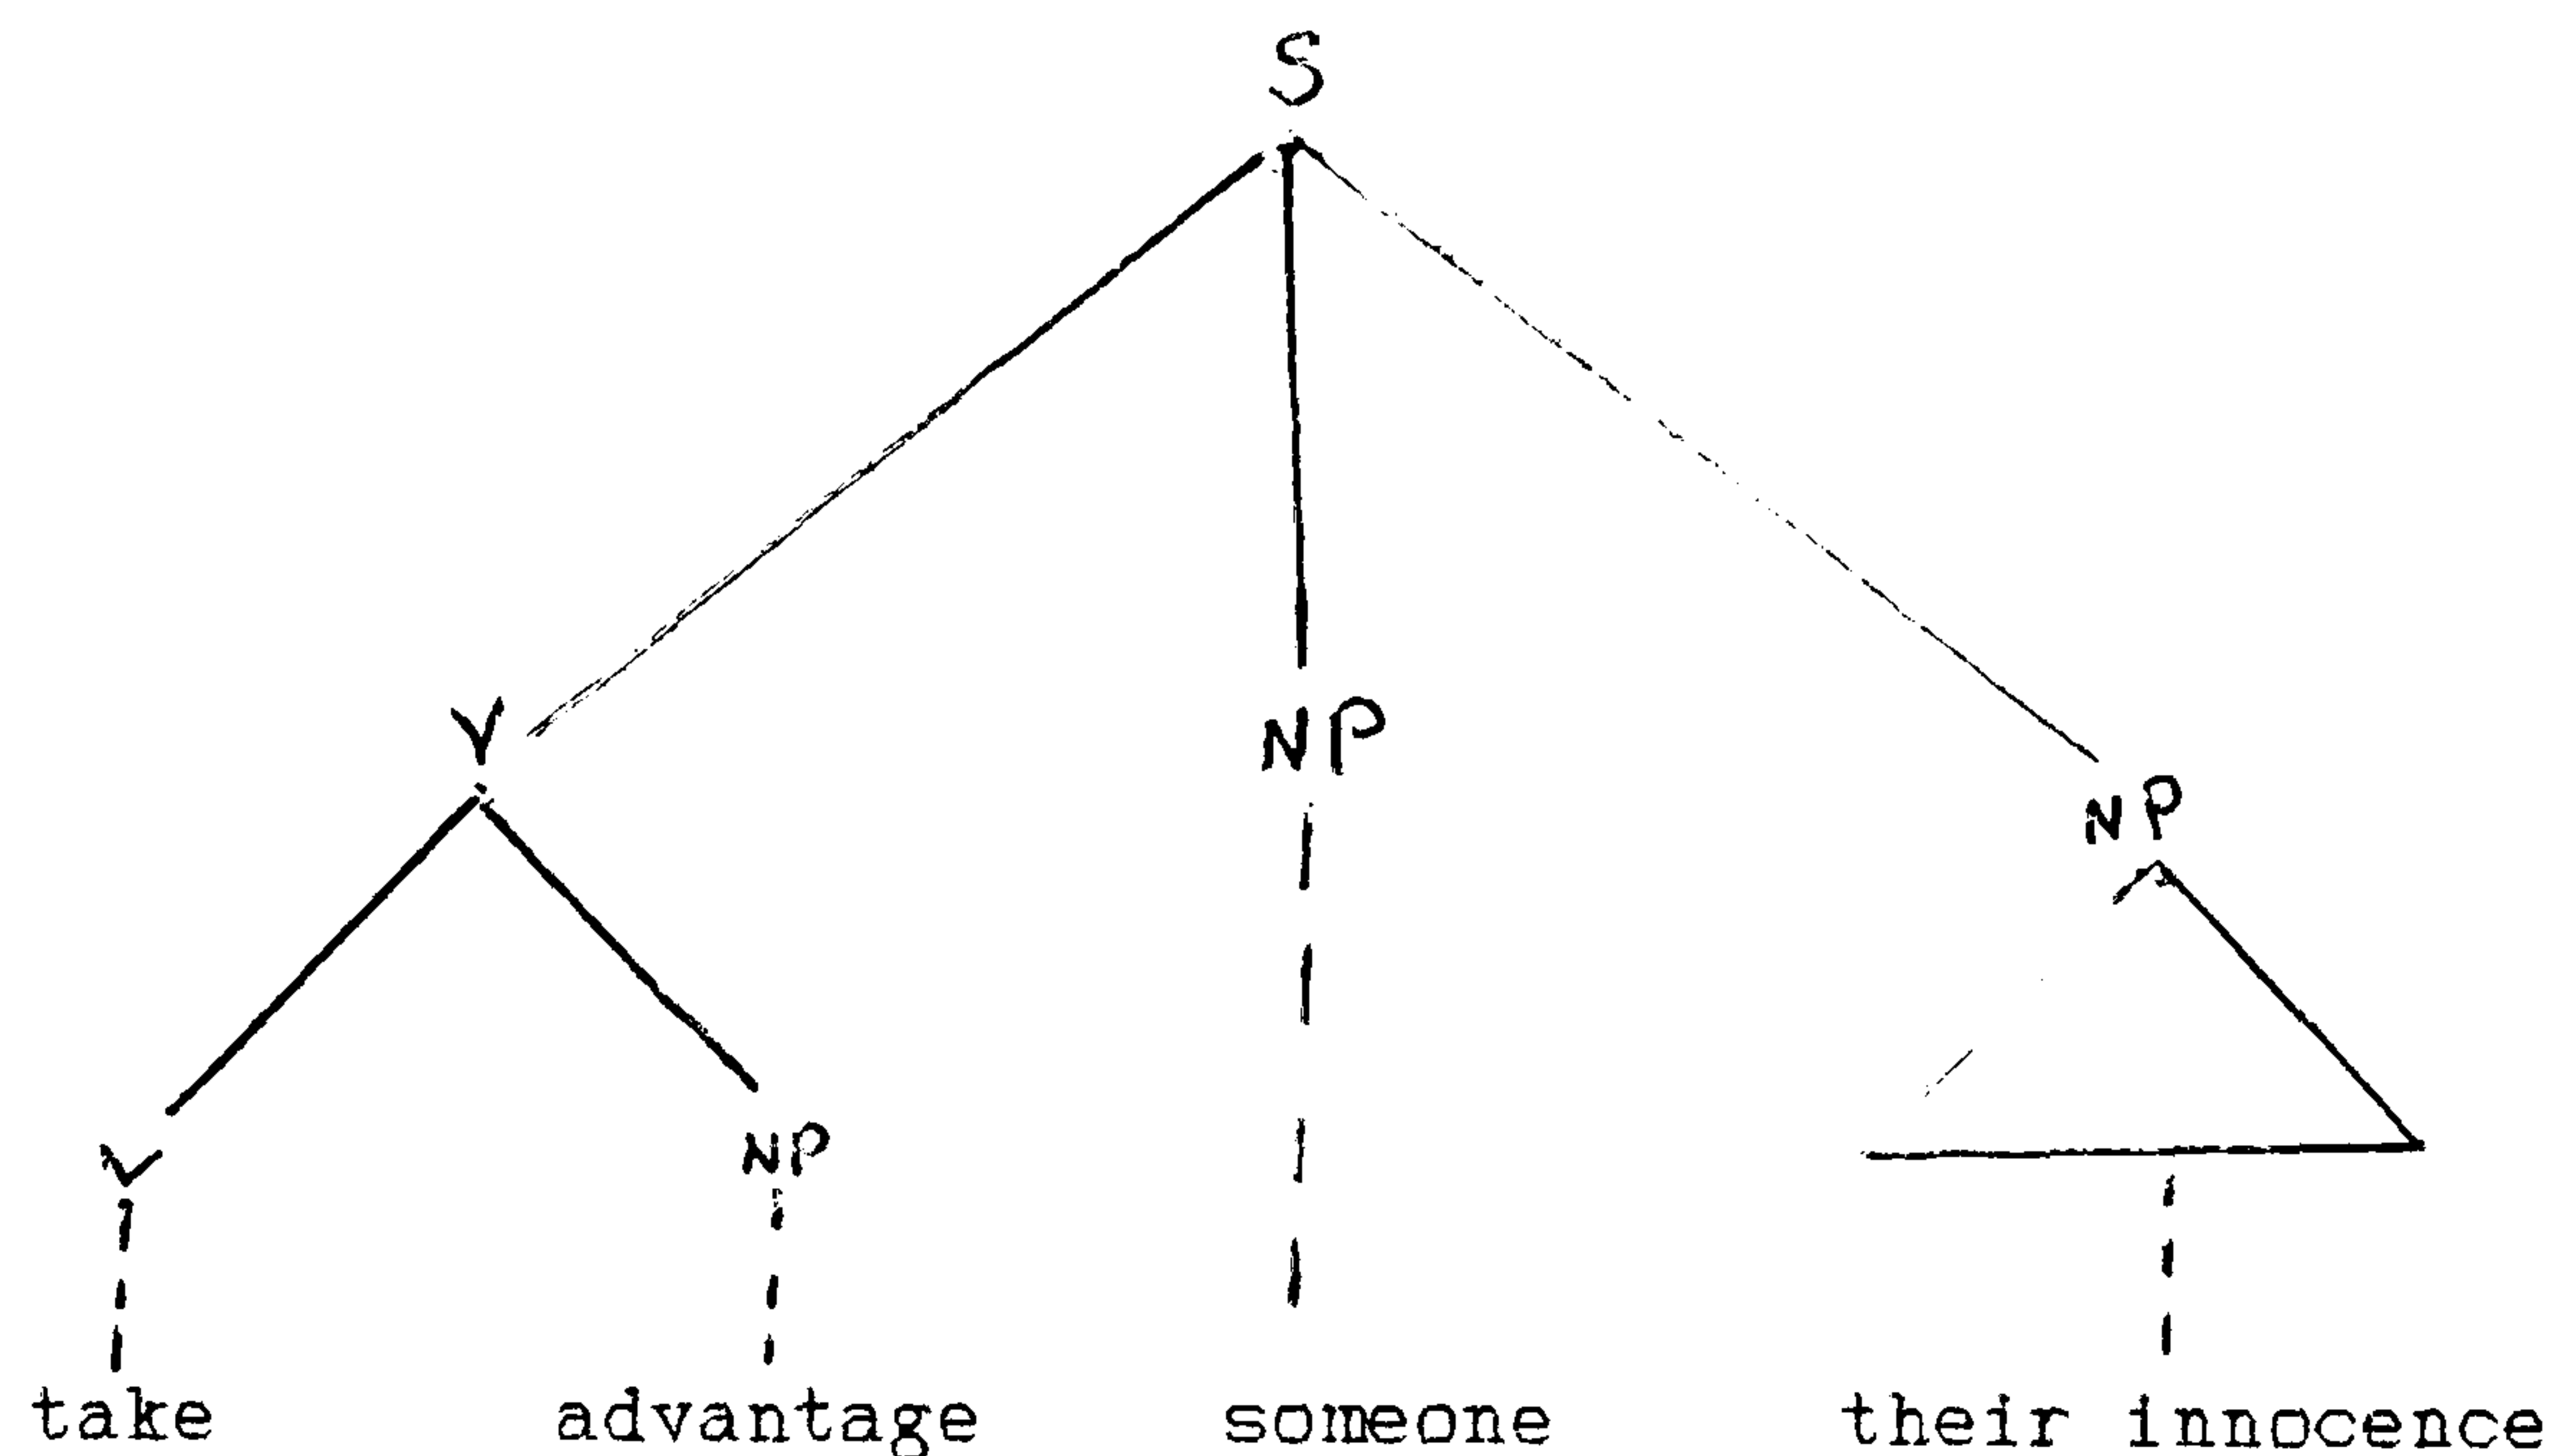 S
V NP NP
V NP
take advantage someone their innocence